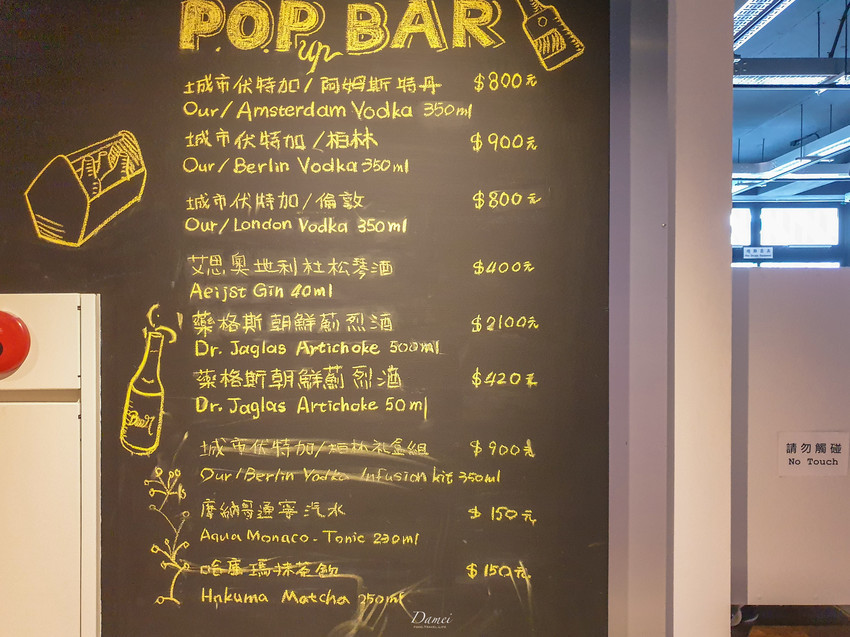 POP BAR
up
城市伏特加/阿姆斯特丹 $800元
Our/Amsterdam Vodka 350ml
城市伏特加/柏林 $900元
Our/Berlin Vodka 350ml
城市伏特加/倫敦 $800元
Our/London Vodka 350ml
艾思奧地利杜松琴酒 $400元
Aeijst Gin 40ml
藥格斯朝鮮薊烈酒 $2100元
Dr. Jaglas Artichoke 500ml
藥格斯朝鮮薊烈酒 $420元
Dr. Jaglas Artichoke 50ml
Beer
城市伏特加/柏林禮盒組 $900元
Our/Berlin Vodka Infusion kit 350ml
摩納哥通寧汽水 $150元
Aqua Monaco - Tonic 230ml
哈庫瑪抹茶飲 $150元
Hakuma Matcha 250ml
請勿觸碰
No Touch
Damei